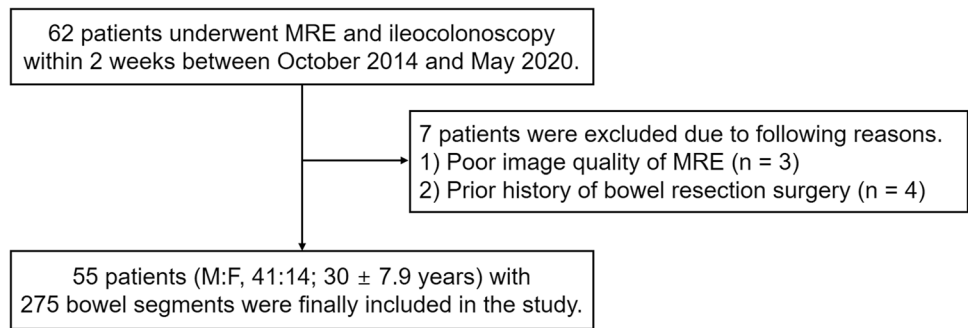 62 patients underwent MRE and ileocolonoscopy
within 2 weeks between October 2014 and May 2020.
7 patients were excluded due to following reasons.
1) Poor image quality of MRE (n = 3)
2) Prior history of bowel resection surgery (n = 4)
55 patients (M:F, 41:14; 30 ± 7.9 years) with
275 bowel segments were finally included in the study.